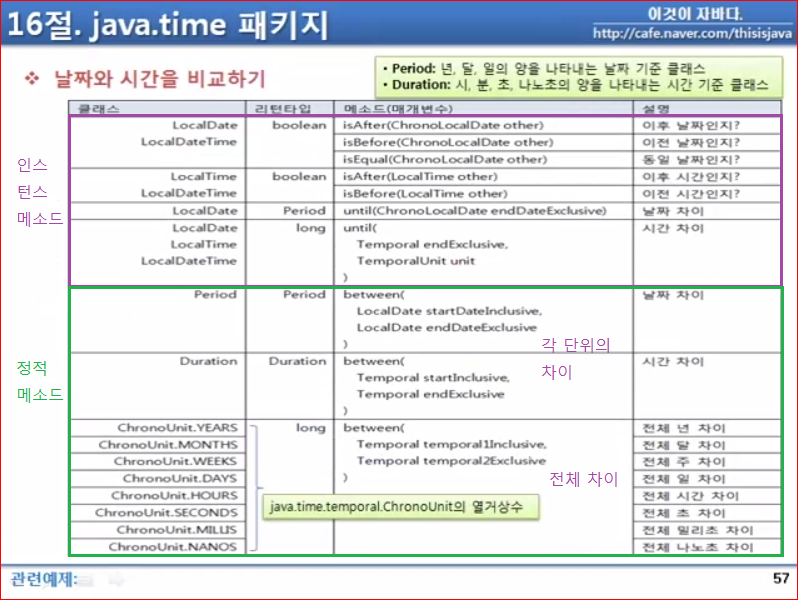 16절. java.time 패키지
이것이 자바다.
http://cafe.naver.com/thisisjava
❖ 날짜와 시간을 비교하기
• Period: 년, 달, 일의 양을 나타내는 날짜 기준 클래스
• Duration: 시, 분, 초, 나노초의 양을 나타내는 시간 기준 클래스
클래스 리턴타입 메소드(매개변수) 설명
인스
턴스
메소드
LocalDate boolean isAfter(ChronoLocalDate other) 이후 날짜인지?
LocalDateTime isBefore(ChronoLocalDate other) 이전 날짜인지?
isEqual(ChronoLocalDate other) 동일 날짜인지?
LocalTime boolean isAfter(LocalTime other) 이후 시간인지?
LocalDateTime isBefore(LocalTime other) 이전 시간인지?
LocalDate Period until(ChronoLocalDate endDateExclusive) 날짜 차이
LocalDate long until( 시간 차이
LocalTime Temporal endExclusive,
LocalDateTime TemporalUnit unit
)
정적
메소드
Period Period between( 날짜 차이
LocalDate startDateInclusive,
LocalDate endDateExclusive
)
각 단위의
차이
Duration Duration between( 시간 차이
Temporal startInclusive,
Temporal endExclusive
)
ChronoUnit.YEARS long between( 전체 년 차이
ChronoUnit.MONTHS Temporal temporal1Inclusive, 전체 달 차이
ChronoUnit.WEEKS Temporal temporal2Exclusive 전체 주 차이
ChronoUnit.DAYS ) 전체 일 차이
전체 차이
ChronoUnit.HOURS 전체 시간 차이
ChronoUnit.SECONDS 전체 초 차이
ChronoUnit.MILLIS 전체 밀리초 차이
ChronoUnit.NANOS 전체 나노초 차이
java.time.temporal.ChronoUnit의 열거상수
관련예제:
57